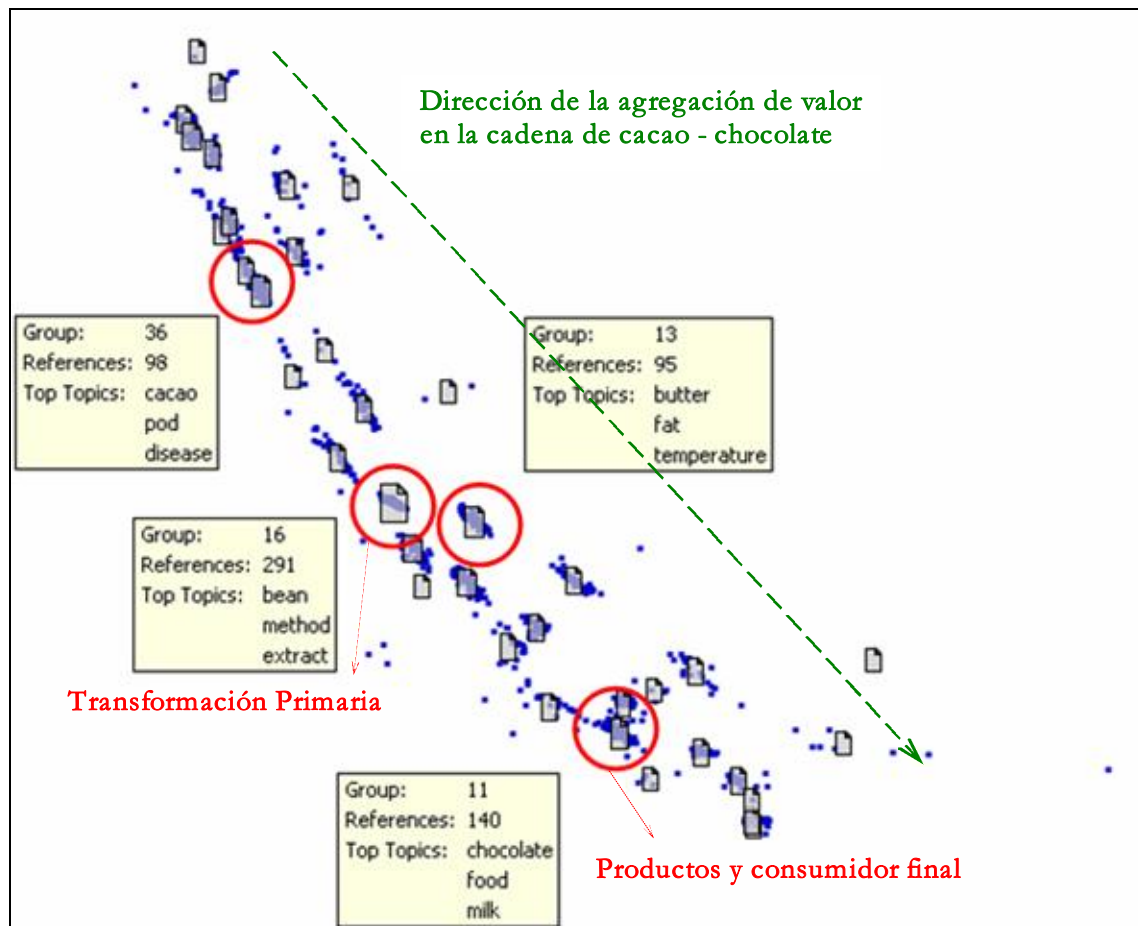 Dirección de la agregación de valor
en la cadena de cacao - chocolate
Group: 36
References: 98
Top Topics: cacao
pod
disease
Group: 13
References: 95
Top Topics: butter
fat
temperature
Group: 16
References: 291
Top Topics: bean
method
extract
Transformación Primaria
Group: 11
References: 140
Top Topics: chocolate
food
milk
Productos y consumidor final